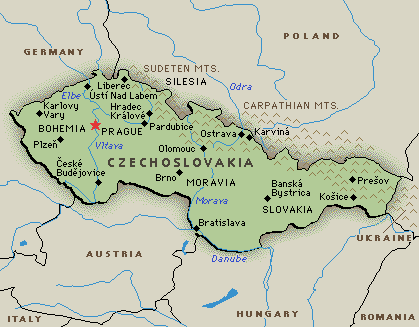 POLAND
GERMANY
SUDETEN MTS.
SILESIA
Liberec
Elbe
Ústí Nad Labem
Odra
Karlovy
Vary
Hradec
Králové
CARPATHIAN MTS.
BOHEMIA
PRAGUE
Pardubice
Ostrava
Karviná
Plzeň
Vltava
Olomouc
CZECHOSLOVAKIA
České
Budějovice
Brno
MORAVIA
Banská
Bystrica
Prešov
Morava
SLOVAKIA
Košice
Bratislava
UKRAINE
AUSTRIA
Danube
ITALY
HUNGARY
ROMANIA